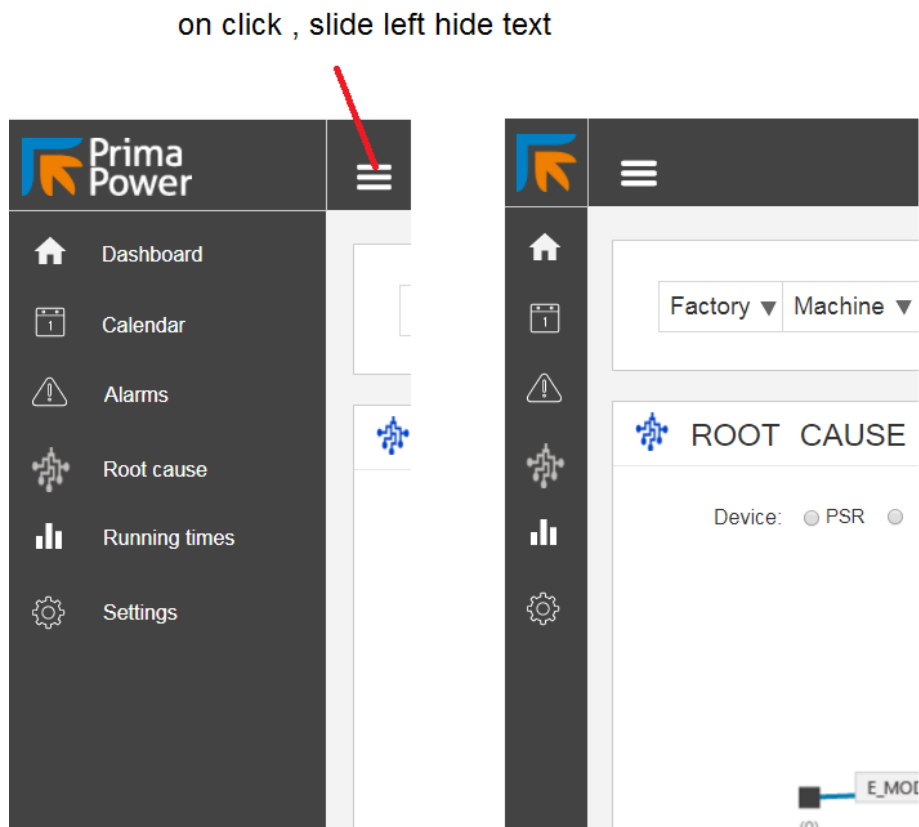 on click , slide left hide text
Prima
Power
Dashboard
1
Calendar
Alarms
Root cause
Running times
Settings
1
Factory ▼ Machine ▼
ROOT CAUSE
Device: PSR
E_MOD